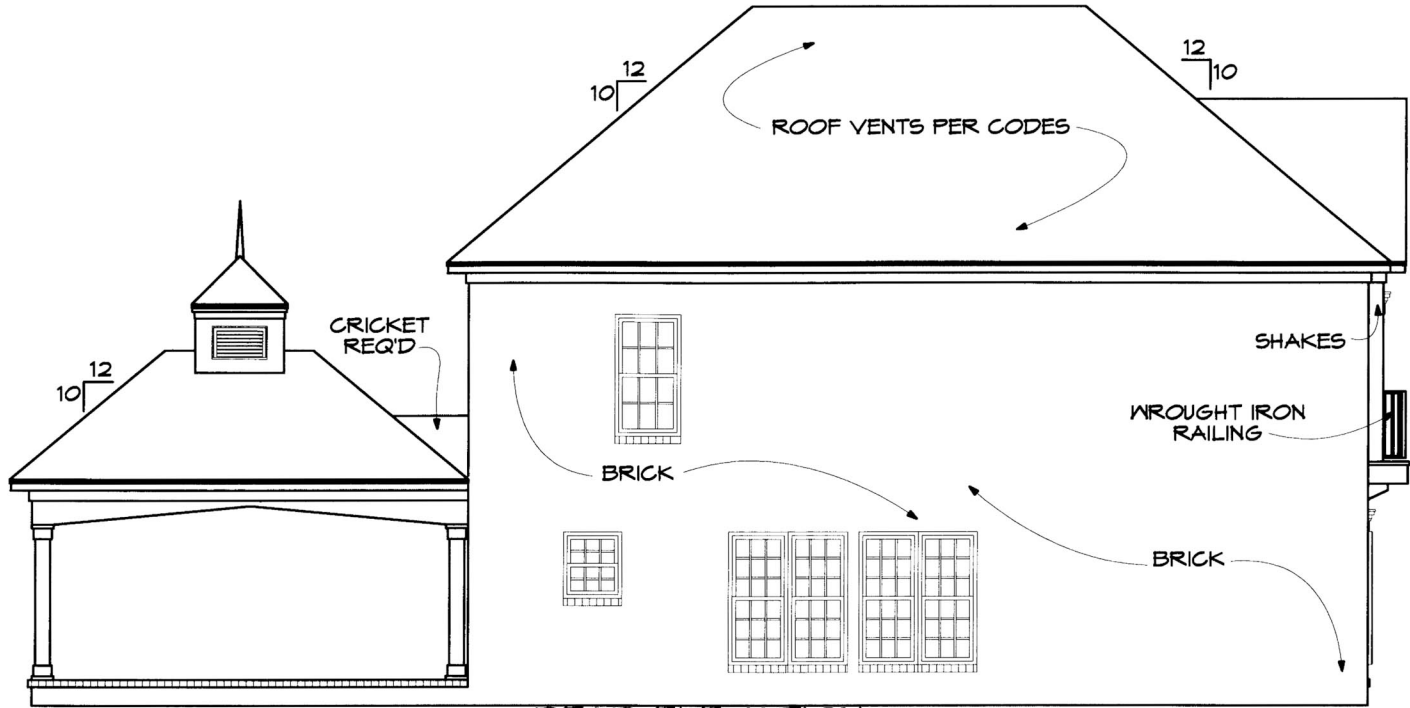 12
10
12
10
ROOF VENTS PER CODES
CRICKET
REQ'D
SHAKES
12
10
WROUGHT IRON
RAILING
BRICK
BRICK